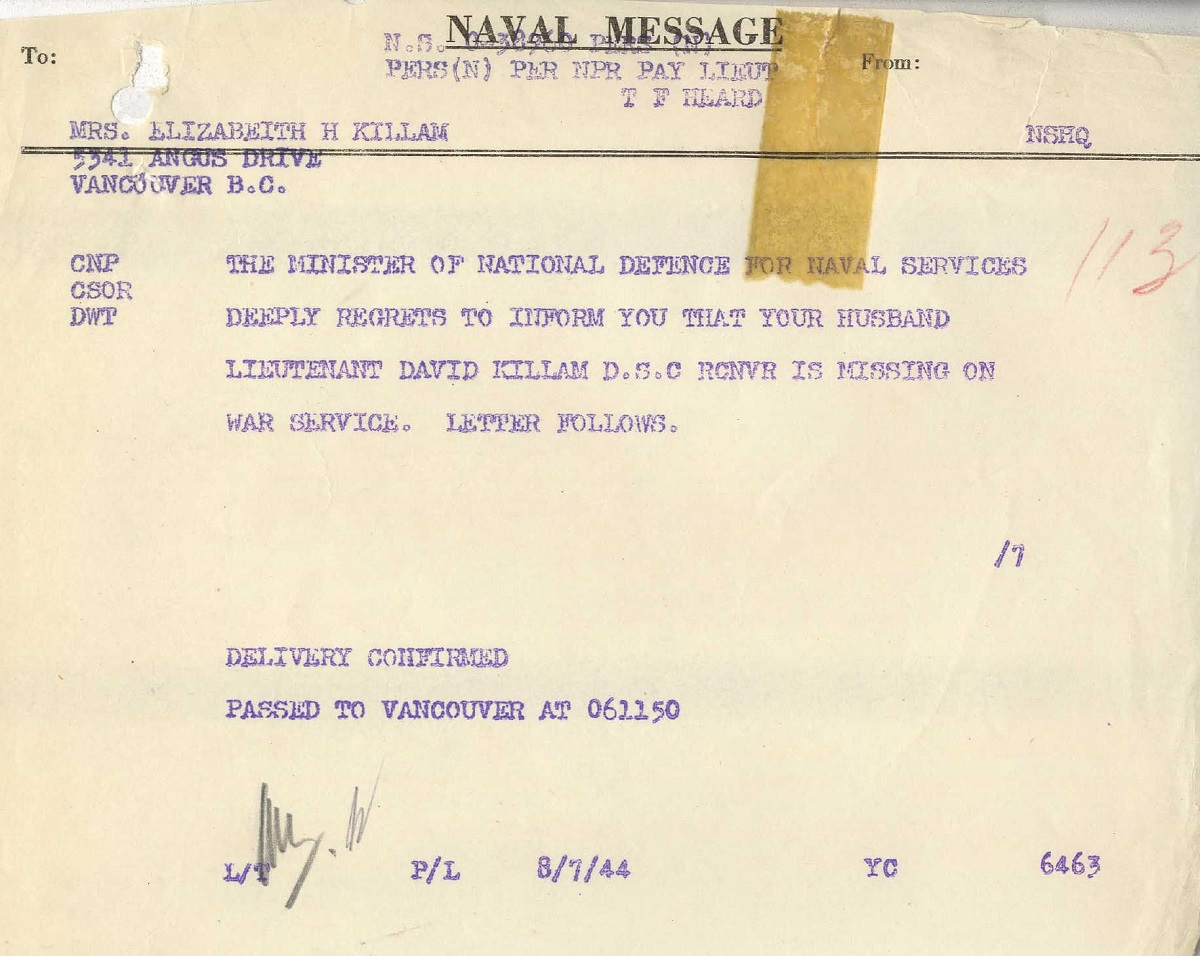 NAVAL MESSAGE
N.S. PERS (N)
To:
From:
PERS(N) PER NPR PAY LIEUT
T F HEARD
MRS. ELIZABEITH H KILLAM
NSHQ
3341 ANGUS DRIVE
VANCOUVER B.C.
113
CNP THE MINISTER OF NATIONAL DEFENCE FOR NAVAL SERVICES
CSOR
DWT DEEPLY REGRETS TO INFORM YOU THAT YOUR HUSBAND
LIEUTENANT DAVID KILLAM D.S.C RCNVR IS MISSING ON
WAR SERVICE. LETTER FOLLOWS.
/7
DELIVERY CONFIRMED
PASSED TO VANCOUVER AT 061150
L/T P/L 8/7/44 YC 6463